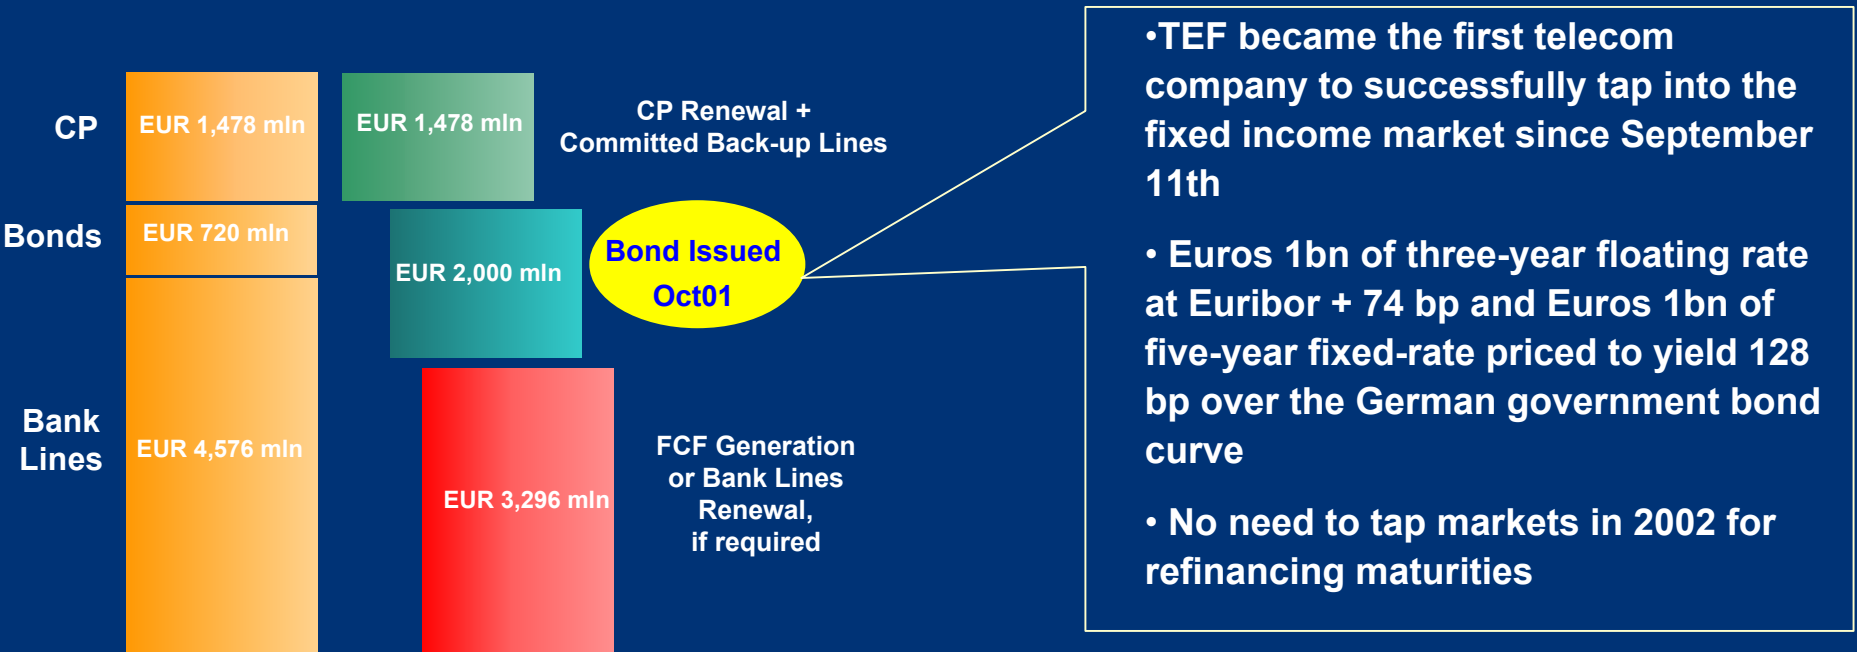 CP
EUR 1,478 mln
EUR 1,478 mln
CP Renewal +
Committed Back-up Lines
Bonds
EUR 720 mln
EUR 2,000 mln
Bond Issued
Oct01
Bank
Lines
EUR 4,576 mln
EUR 3,296 mln
FCF Generation
or Bank Lines
Renewal,
if required
•TEF became the first telecom
company to successfully tap into the
fixed income market since September
11th
• Euros 1bn of three-year floating rate
at Euribor + 74 bp and Euros 1bn of
five-year fixed-rate priced to yield 128
bp over the German government bond
curve
• No need to tap markets in 2002 for
refinancing maturities